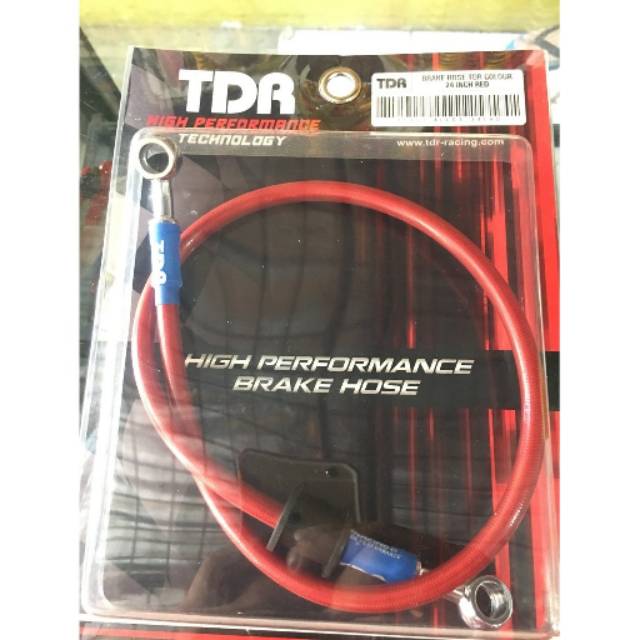 TDR
HIGH PERFORMANCE
TECHNOLOGY
TDR
BRAKE HOSE TDR COLOUR
24 INCH RED
www.tdr-racing.com
TDR
HIGH PERFORMANCE
BRAKE HOSE